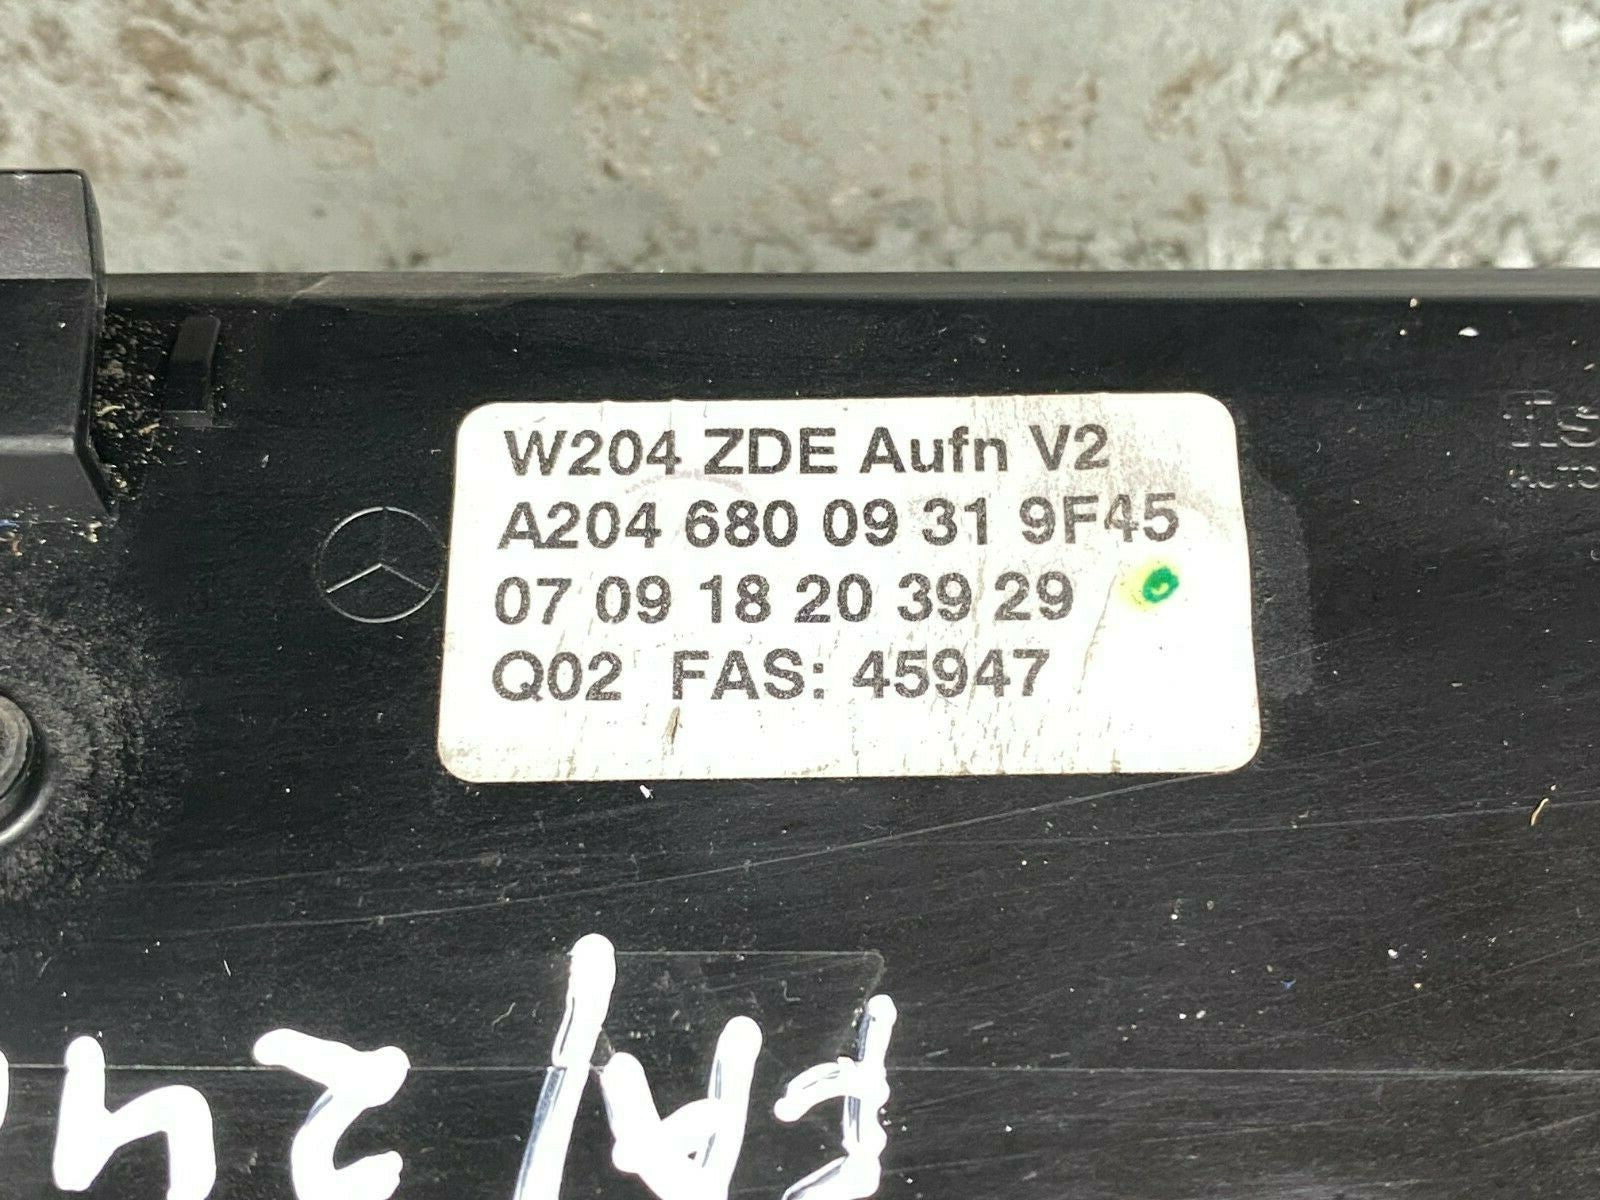 W204 ZDE Aufn V2
A204 680 09 31 9F45
07 09 18 20 39 29
Q02 FAS: 45947